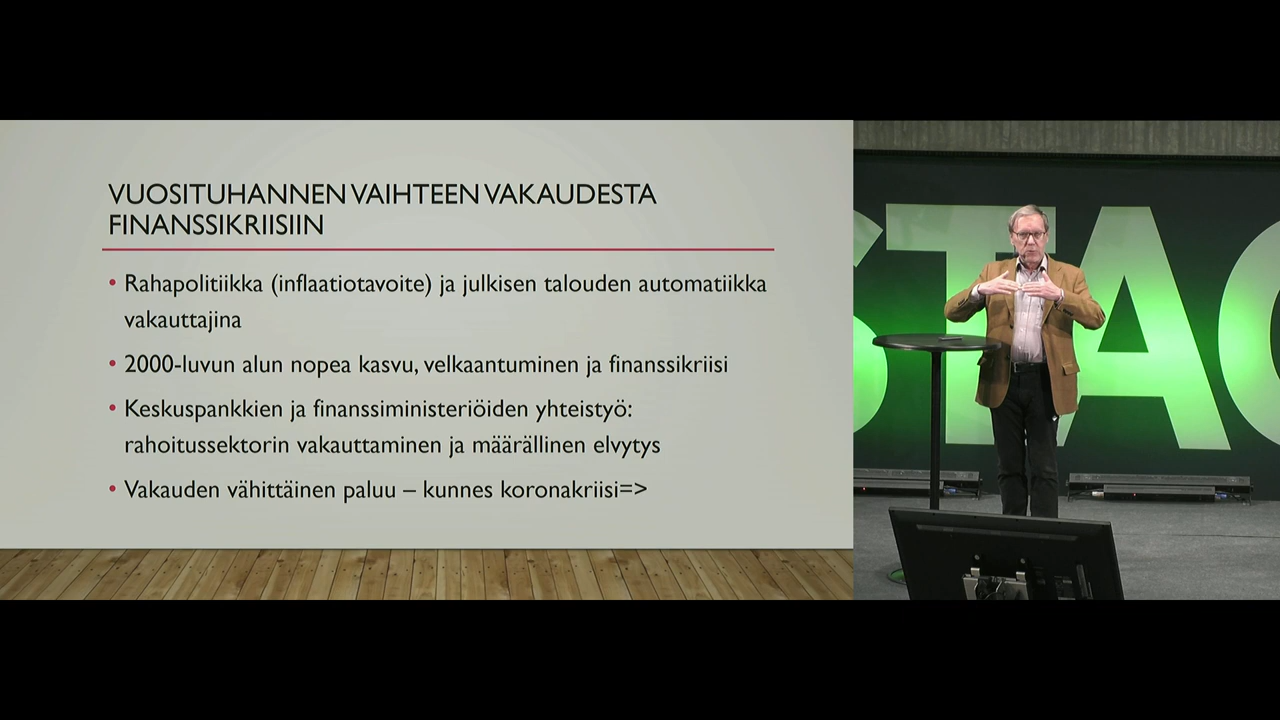 VUOSITUHANNEN VAIHTEEN VAKAUDESTA
FINANSSIKRIISIIN
• Rahapolitiikka (inflaatiotavoite) ja julkisen talouden automatiikka
vakauttajina
• 2000-luvun alun nopea kasvu, velkaantuminen ja finanssikriisi
• Keskuspankkien ja finanssiministeriöiden yhteistyö:
rahoitussektorin vakauttaminen ja määrällinen elvytys
• Vakauden vähittäinen paluu – kunnes koronakriisi=>
STAG